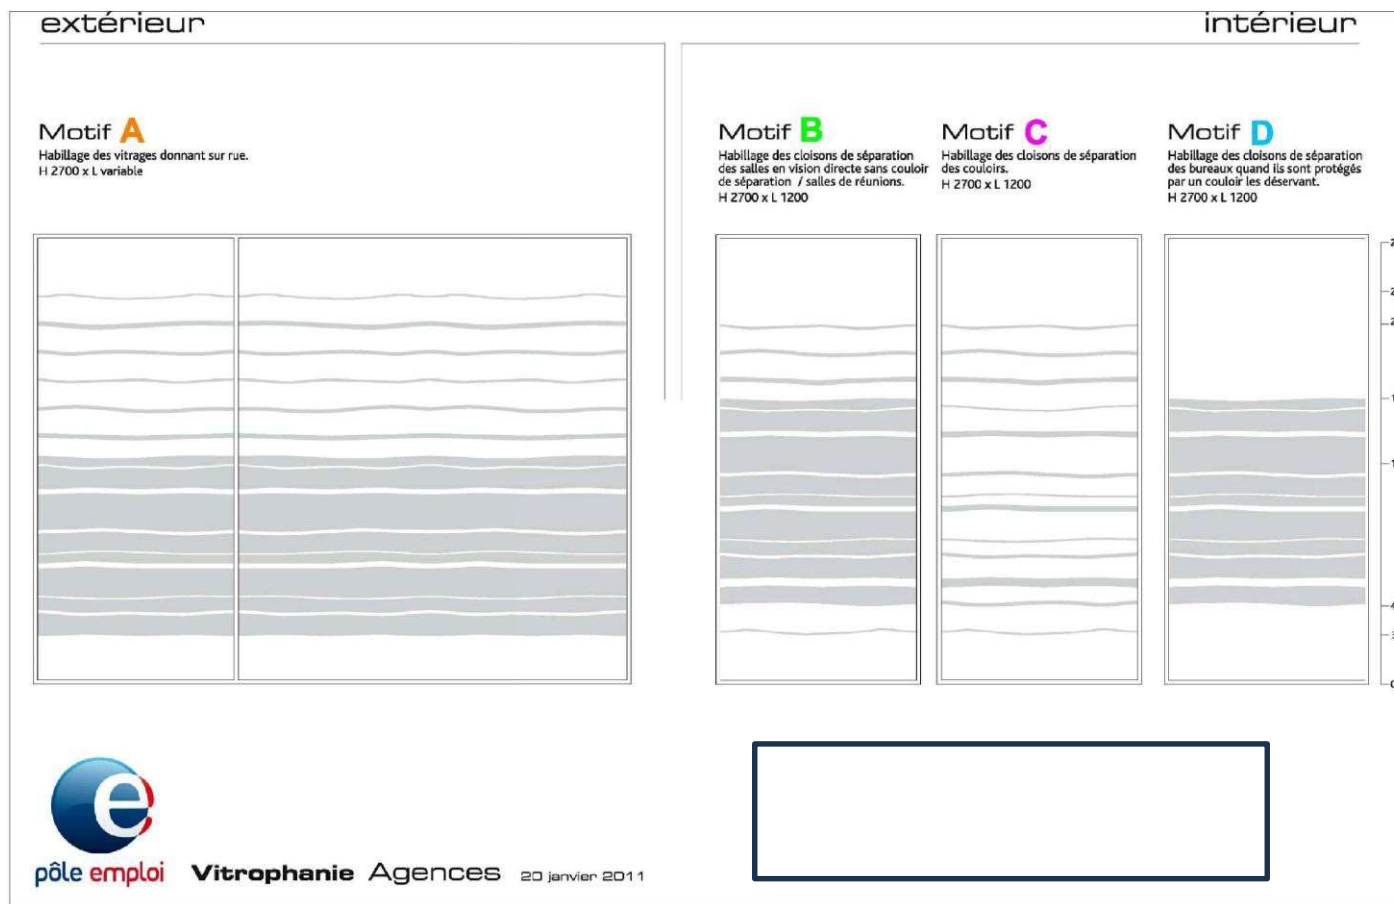 extérieur
intérieur
Motif A
Habillage des vitrages donnant sur rue.
H 2700 x L variable
Motif B
Habillage des cloisons de séparation
des salles en vision directe sans couloir
de séparation / salles de réunions.
H 2700 x L 1200
Motif C
Habillage des cloisons de séparation
des couloirs.
H 2700 x L 1200
Motif D
Habillage des cloisons de séparation
des bureaux quand ils sont protégés
par un couloir les déservant.
H 2700 x L 1200
pôle emploi
Vitrophanie Agences 20 janvier 2011